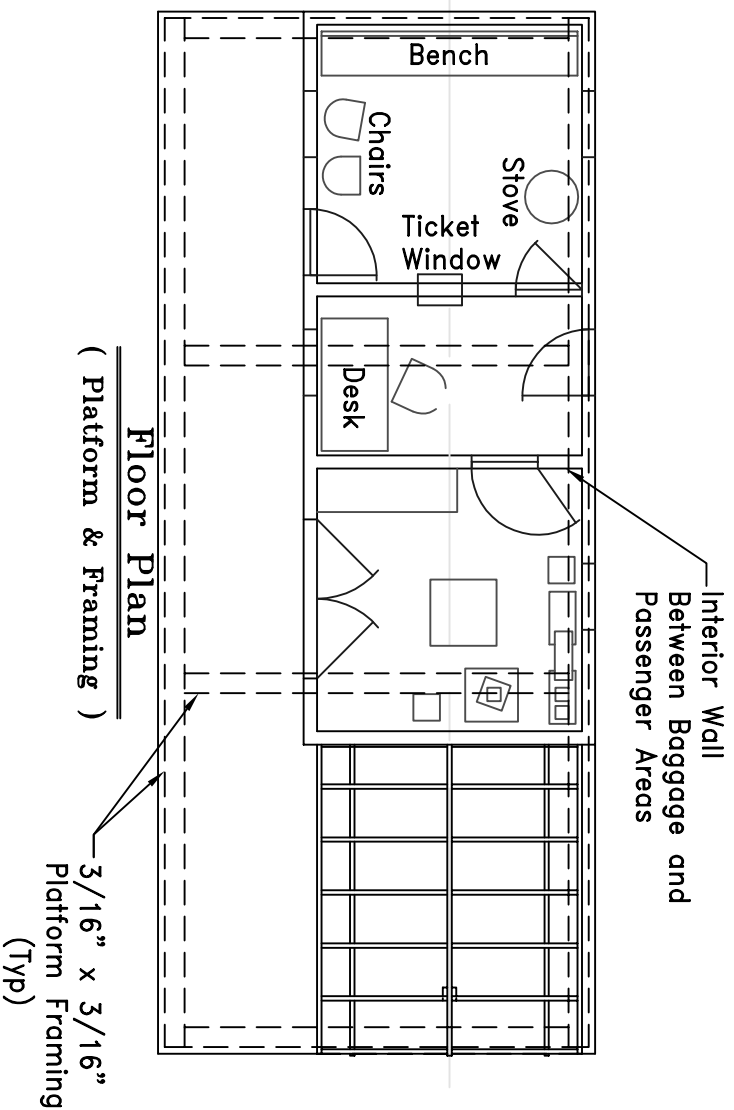 Bench
Chairs
Stove
Ticket
Window
Desk
Interior Wall
Between Baggage and
Passenger Areas
Floor Plan
( Platform & Framing )
3/16" x 3/16"
Platform Framing
(Typ)